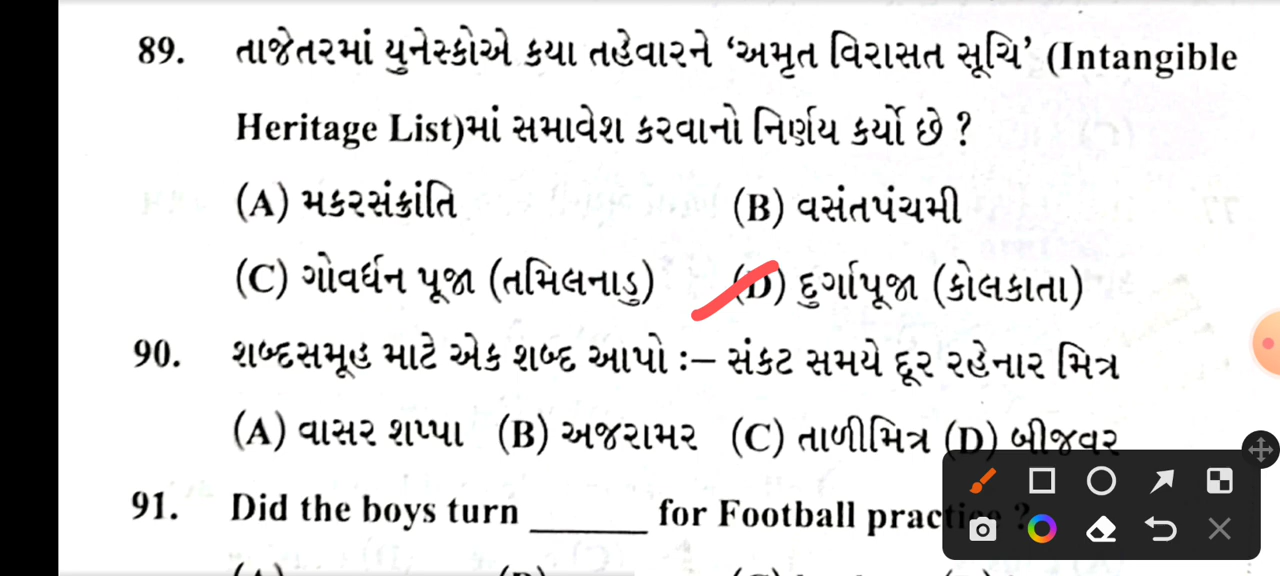 89. તાજેતરમાં યુનેસ્કોએ કયા તહેવારને ‘અમૃત વિરાસત સૂચિ’ (Intangible
Heritage List)માં સમાવેશ કરવાનો નિર્ણય કર્યો છે ?
(A) મકરસંક્રાંતિ (B) વસંતપંચમી
(C) ગોવર્ધન પૂજા (તમિલનાડુ) (D) દુર્ગાપૂજા (કોલકાતા)
90. શબ્દસમૂહ માટે એક શબ્દ આપો :– સંકટ સમયે દૂર રહેનાર મિત્ર
(A) વાસર શપ્પા (B) અજરામર (C) તાળીમિત્ર (D) બીજવર
91. Did the boys turn ______ for Football practice ?